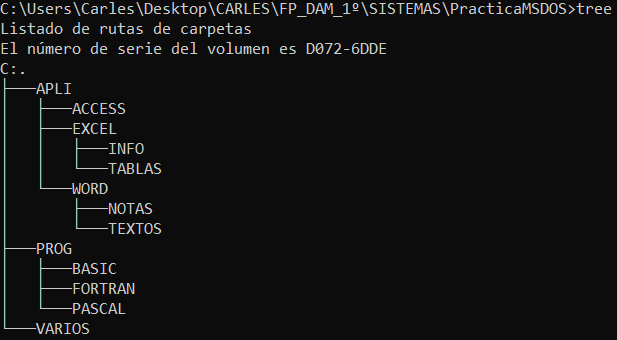 C:\Users\Carles\Desktop\CARLES\FP_DAM_1º\SISTEMAS\PracticaMSDOS>tree
Listado de rutas de carpetas
El número de serie del volumen es D072-6DDE
C:.
├───APLI
│   ├───ACCESS
│   ├───EXCEL
│   │   ├───INFO
│   │   └───TABLAS
│   └───WORD
│       ├───NOTAS
│       └───TEXTOS
├───PROG
│   ├───BASIC
│   ├───FORTRAN
│   └───PASCAL
└───VARIOS